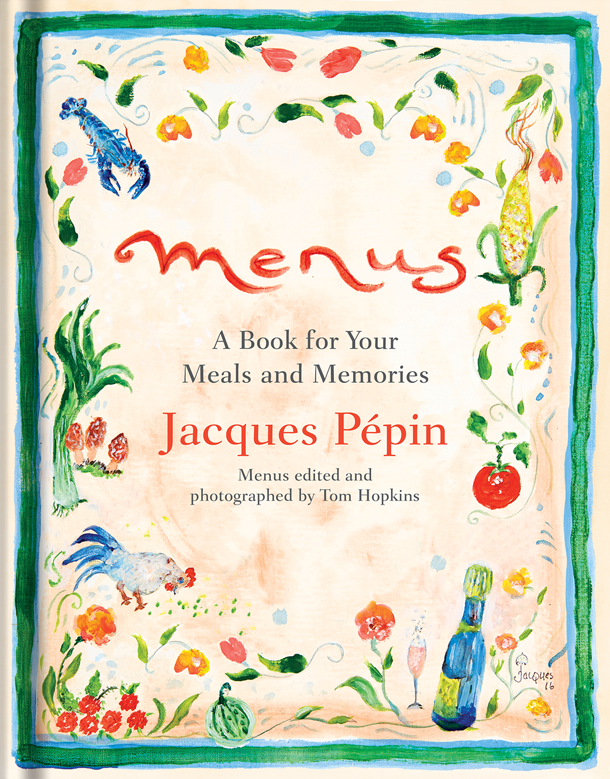 menus
A Book for Your
Meals and Memories
Jacques Pépin
Menus edited and
photographed by Tom Hopkins
Jacques
16